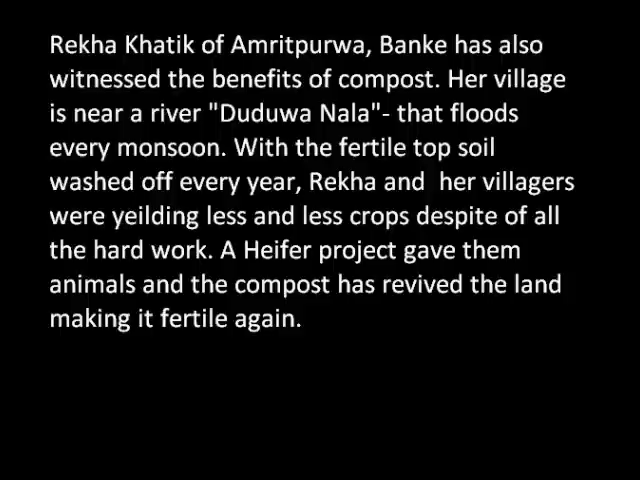 Rekha Khatik of Amritpurwa, Banke has also
witnessed the benefits of compost. Her village
is near a river "Duduwa Nala"- that floods
every monsoon. With the fertile top soil
washed off every year, Rekha and  her villagers
were yeilding less and less crops despite of all
the hard work. A Heifer project gave them
animals and the compost has revived the land
making it fertile again.